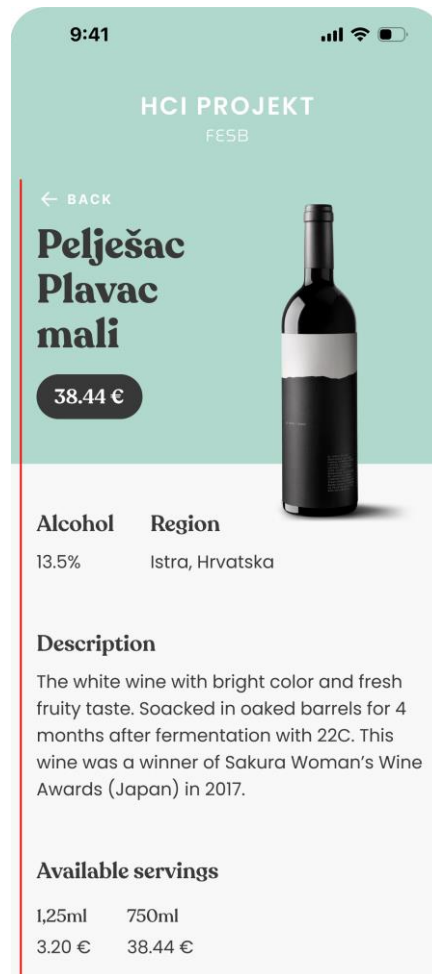 9:41
HCI PROJEKT
FESB
← BACK
Pelješac
Plavac
mali
38.44 €
Alcohol Region
13.5% Istra, Hrvatska
Description
The white wine with bright color and fresh
fruity taste. Soacked in oaked barrels for 4
months after fermentation with 22C. This
wine was a winner of Sakura Woman’s Wine
Awards (Japan) in 2017.
Available servings
1,25ml 750ml
3.20 € 38.44 €